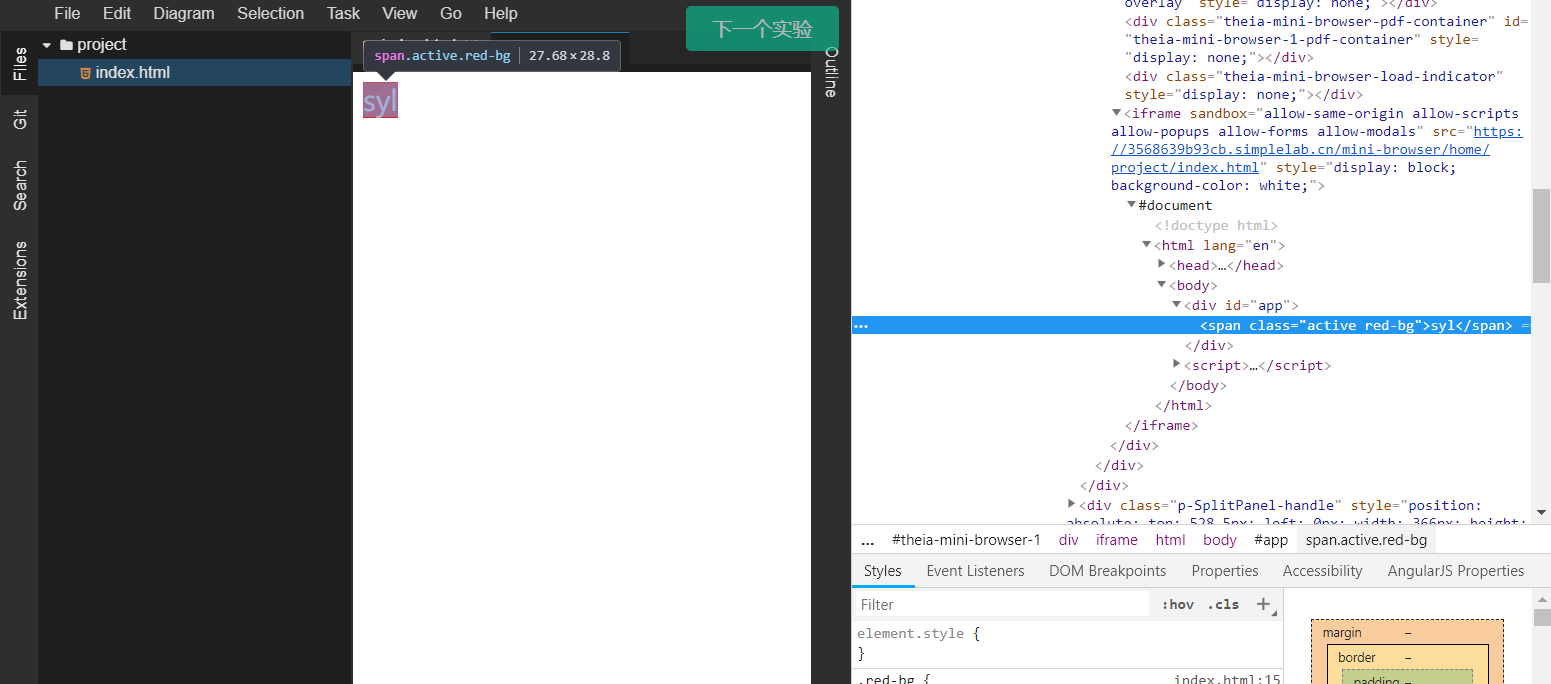 File Edit Diagram Selection Task View Go Help
下一个实验
Files
Git
Search
Extensions
project
index.html
span.active.red-bg 27.68 × 28.8
syl
Outline
overlay" style="display: none;"></div>
<div class="theia-mini-browser-pdf-container" id=
"theia-mini-browser-1-pdf-container" style=
"display: none;"></div>
<div class="theia-mini-browser-load-indicator"
style="display: none;"></div>
<iframe sandbox="allow-same-origin allow-scripts
allow-popups allow-forms allow-modals" src="https:
//3568639b93cb.simplelab.cn/mini-browser/home/
project/index.html" style="display: block;
background-color: white;">
#document
<!doctype html>
<html lang="en">
<head>…</head>
<body>
<div id="app">
... <span class="active red-bg">syl</span> ==
</div>
<script>…</script>
</body>
</html>
</iframe>
</div>
</div>
</div>
<div class="p-SplitPanel-handle" style="position:
absolute; top: 528.5px; left: 0px; width: 366px; height:
... #theia-mini-browser-1 div iframe html body #app span.active.red-bg
Styles Event Listeners DOM Breakpoints Properties Accessibility AngularJS Properties
Filter :hov .cls +
element.style {
}
.red-bg { index.html:15
margin –
border –
padding –